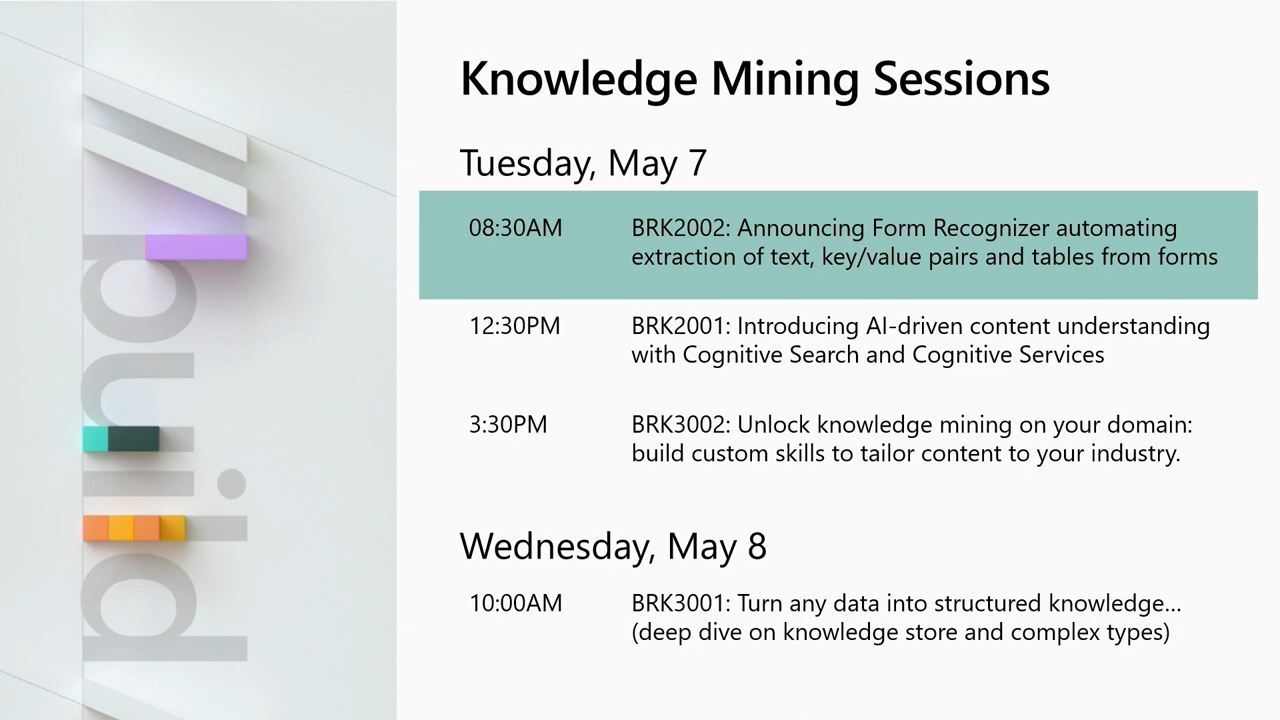 Knowledge Mining Sessions
Tuesday, May 7
08:30AM
BRK2002: Announcing Form Recognizer automating
extraction of text, key/value pairs and tables from forms
12:30PM
BRK2001: Introducing AI-driven content understanding
with Cognitive Search and Cognitive Services
3:30PM
BRK3002: Unlock knowledge mining on your domain:
build custom skills to tailor content to your industry.
Wednesday, May 8
10:00AM
BRK3001: Turn any data into structured knowledge…
(deep dive on knowledge store and complex types)
build